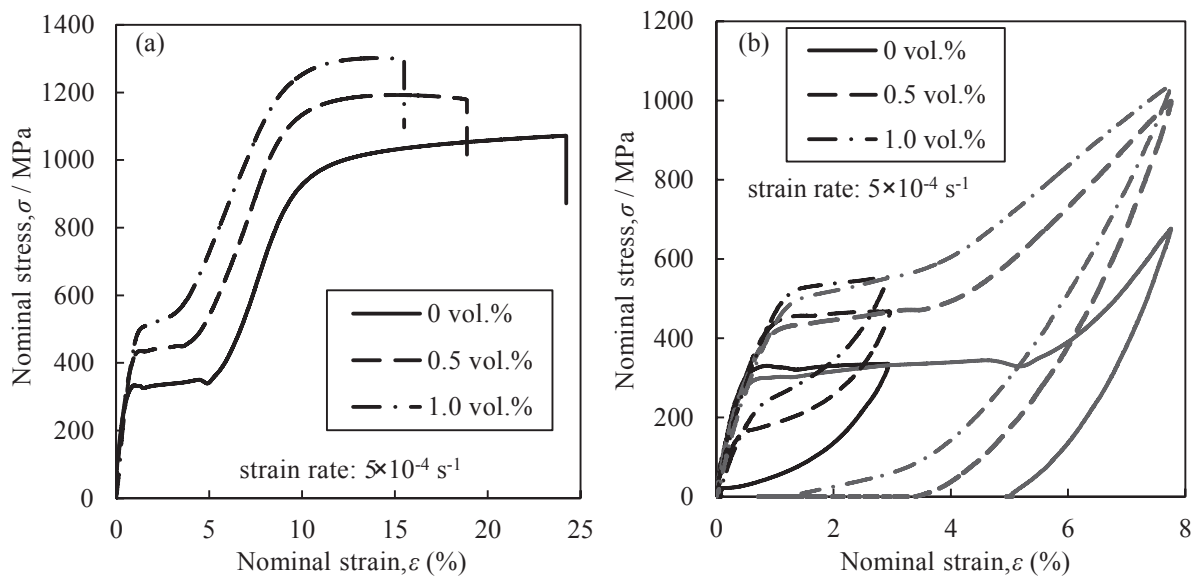 (a)
Nominal stress,σ / MPa
1400
1200
1000
800
600
400
200
0
0 vol.%
0.5 vol.%
1.0 vol.%
strain rate: 5×10⁻⁴ s⁻¹
0 5 10 15 20 25
Nominal strain,ε (%)
(b)
Nominal stress,σ / MPa
1200
1000
800
600
400
200
0
0 vol.%
0.5 vol.%
1.0 vol.%
strain rate: 5×10⁻⁴ s⁻¹
0 2 4 6 8
Nominal strain,ε (%)